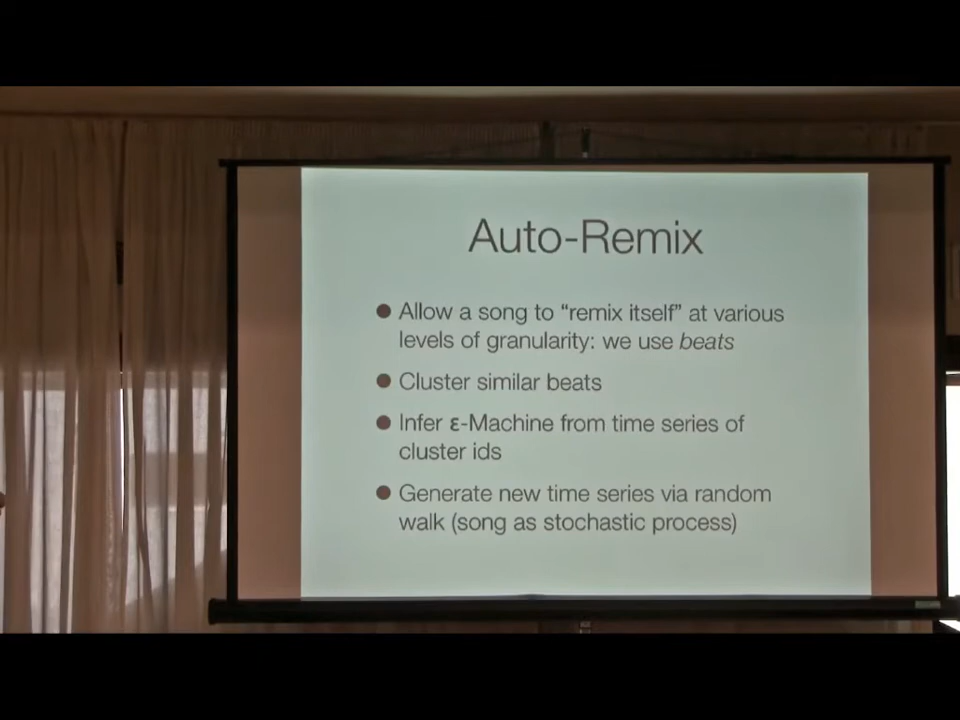 Auto-Remix
● Allow a song to “remix itself” at various
levels of granularity: we use beats
● Cluster similar beats
● Infer ε-Machine from time series of
cluster ids
● Generate new time series via random
walk (song as stochastic process)